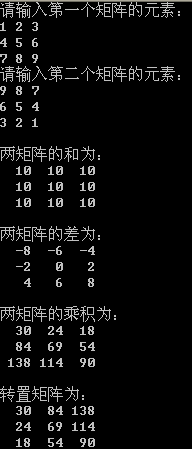 请输入第一个矩阵的元素：
1 2 3
4 5 6
7 8 9
请输入第二个矩阵的元素：
9 8 7
6 5 4
3 2 1
两矩阵的和为：
10 10 10
10 10 10
10 10 10
两矩阵的差为：
-8 -6 -4
-2 0 2
4 6 8
两矩阵的乘积为：
30 24 18
84 69 54
138 114 90
转置矩阵为：
30 84 138
24 69 114
18 54 90